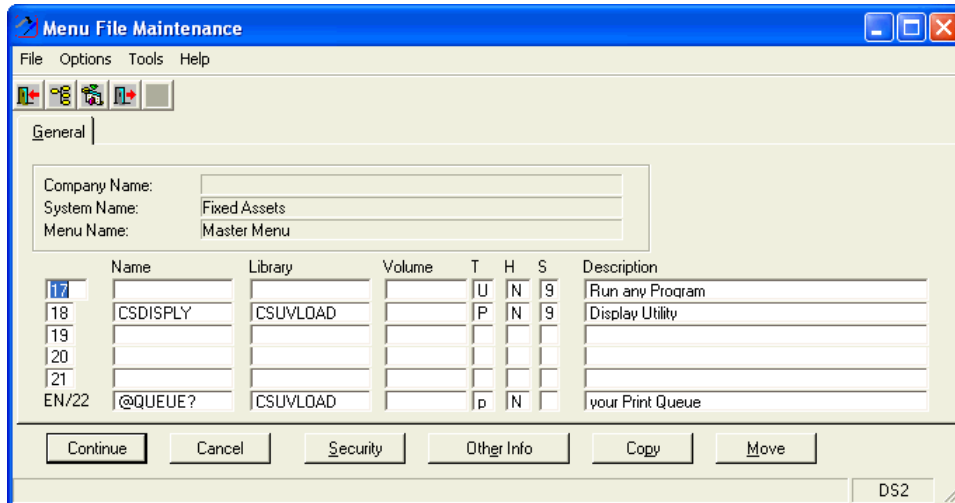 Menu File Maintenance
File Options Tools Help
General
Company Name:
System Name: Fixed Assets
Menu Name: Master Menu
Name Library Volume T H S Description
17 U N 9 Run any Program
18 CSDISPLY CSUVLOAD P N 9 Display Utility
19
20
21
EN/22 @QUEUE? CSUVLOAD p N your Print Queue
Continue Cancel Security Other Info Copy Move
DS2